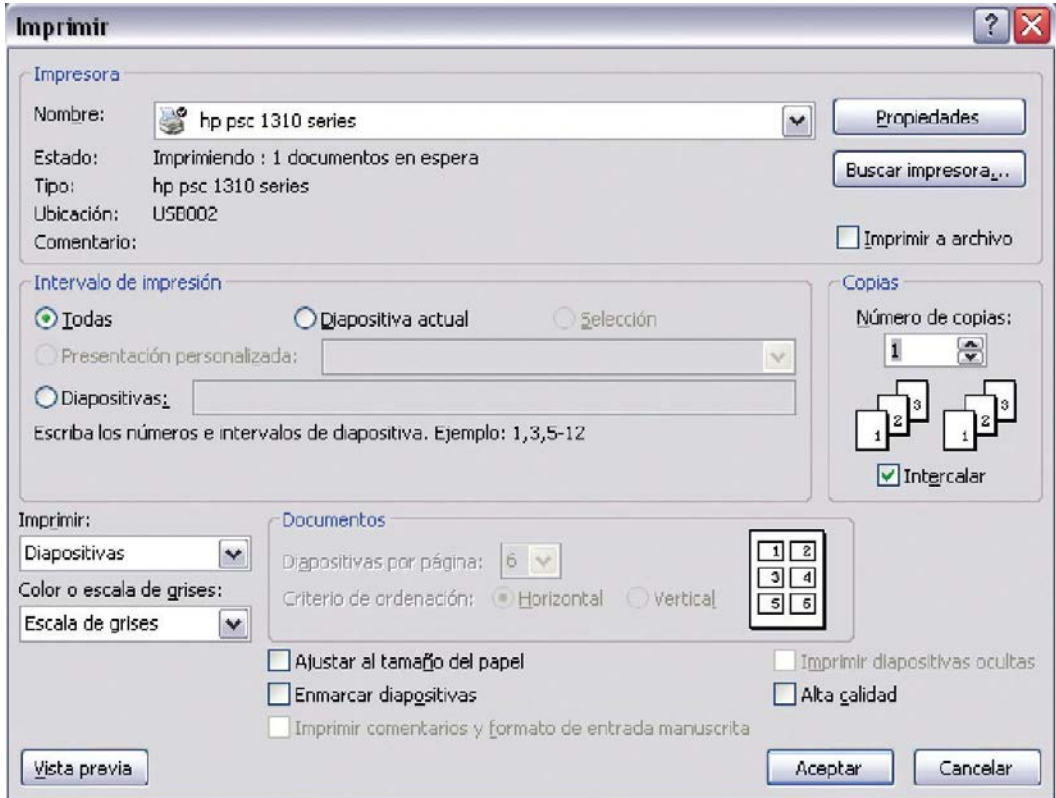 Imprimir
Impresora
Nombre: hp psc 1310 series Propiedades
Estado: Imprimiendo : 1 documentos en espera
Buscar impresora...
Tipo: hp psc 1310 series
Ubicación: USB002
Comentario:
Imprimir a archivo
Intervalo de impresión
Todas Diapositiva actual Selección
Presentación personalizada:
Diapositivas:
Escriba los números e intervalos de diapositiva. Ejemplo: 1,3,5-12
Copias
Número de copias:
1
1 2 3 1 2 3
Intercalar
Imprimir:
Diapositivas
Color o escala de grises:
Escala de grises
Documentos
Diapositivas por página: 6
Criterio de ordenación: Horizontal Vertical
1 2
3 4
5 6
Ajustar al tamaño del papel Imprimir diapositivas ocultas
Enmarcar diapositivas Alta calidad
Imprimir comentarios y formato de entrada manuscrita
Vista previa Aceptar Cancelar